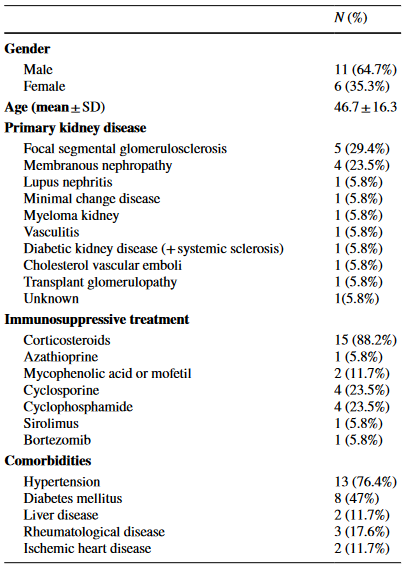 N (%)
Gender
Male 11 (64.7%)
Female 6 (35.3%)
Age (mean ± SD) 46.7 ± 16.3
Primary kidney disease
Focal segmental glomerulosclerosis 5 (29.4%)
Membranous nephropathy 4 (23.5%)
Lupus nephritis 1 (5.8%)
Minimal change disease 1 (5.8%)
Myeloma kidney 1 (5.8%)
Vasculitis 1 (5.8%)
Diabetic kidney disease (+ systemic sclerosis) 1 (5.8%)
Cholesterol vascular emboli 1 (5.8%)
Transplant glomerulopathy 1 (5.8%)
Unknown 1(5.8%)
Immunosuppressive treatment
Corticosteroids 15 (88.2%)
Azathioprine 1 (5.8%)
Mycophenolic acid or mofetil 2 (11.7%)
Cyclosporine 4 (23.5%)
Cyclophosphamide 4 (23.5%)
Sirolimus 1 (5.8%)
Bortezomib 1 (5.8%)
Comorbidities
Hypertension 13 (76.4%)
Diabetes mellitus 8 (47%)
Liver disease 2 (11.7%)
Rheumatological disease 3 (17.6%)
Ischemic heart disease 2 (11.7%)